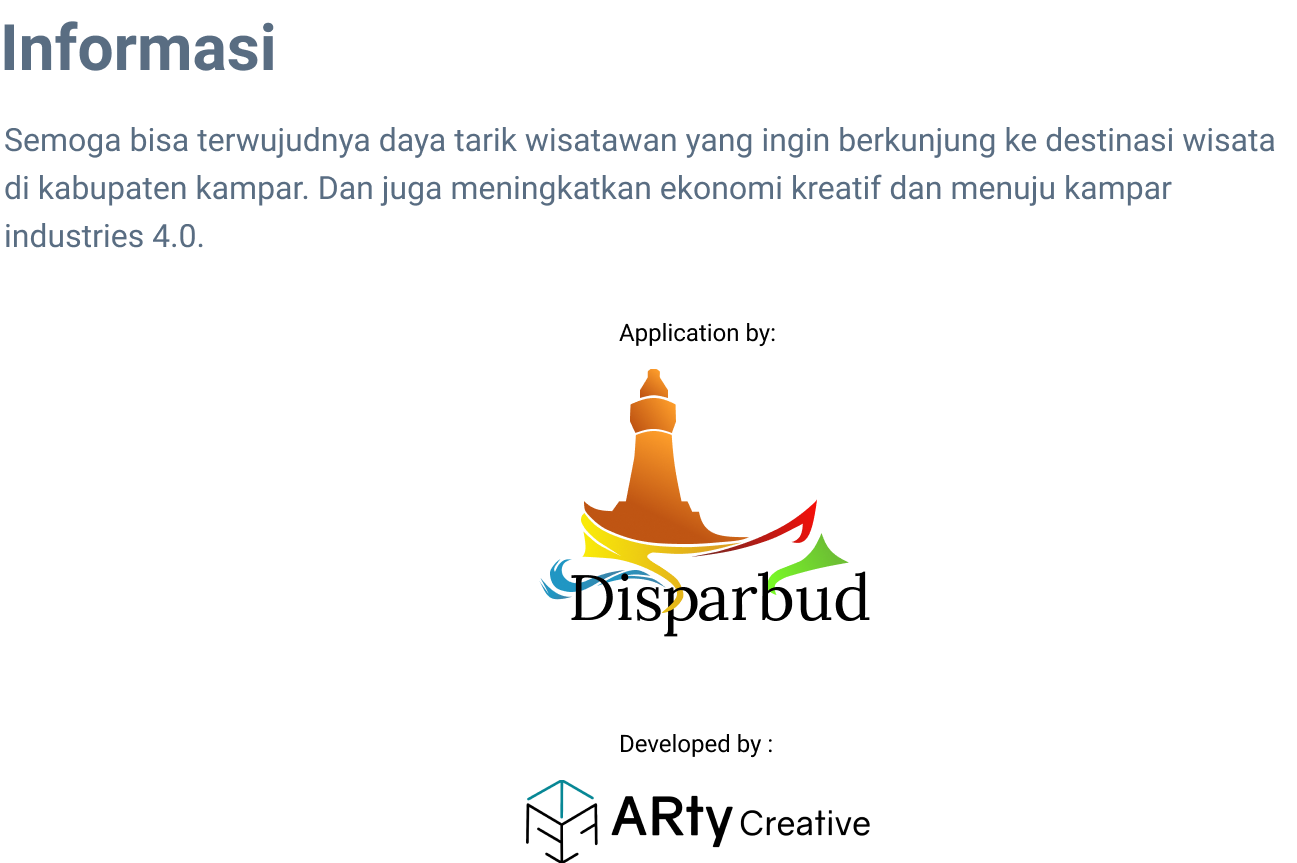 Informasi
Semoga bisa terwujudnya daya tarik wisatawan yang ingin berkunjung ke destinasi wisata
di kabupaten kampar. Dan juga meningkatkan ekonomi kreatif dan menuju kampar
industries 4.0.
Application by:
Disparbud
Developed by :
ARty Creative